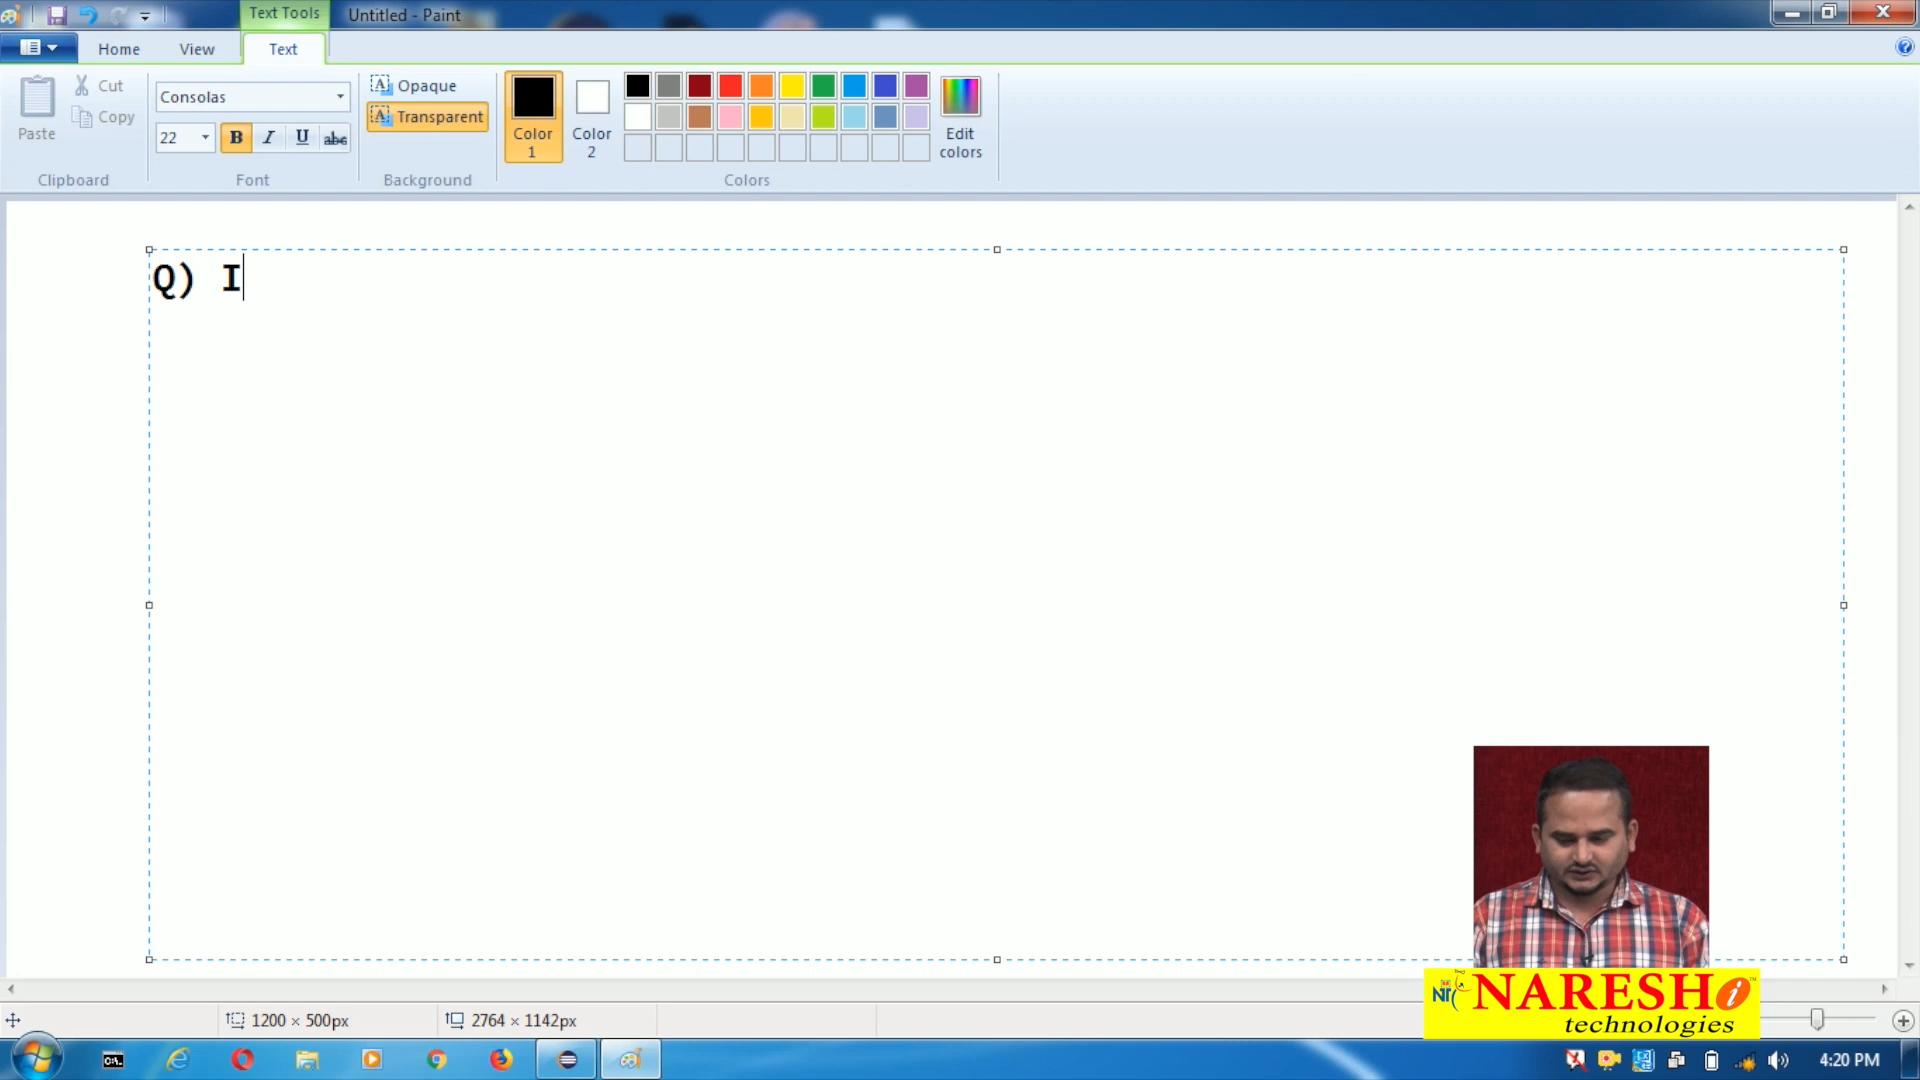 Text Tools
Untitled - Paint
Home View Text
Paste
Cut
Copy
Clipboard
Consolas
22 B I U abc
Font
Opaque
Transparent
Background
Color 1
Color 2
Edit colors
Colors
Q) I
1200 × 500px
2764 × 1142px
NARESH i
technologies
4:20 PM